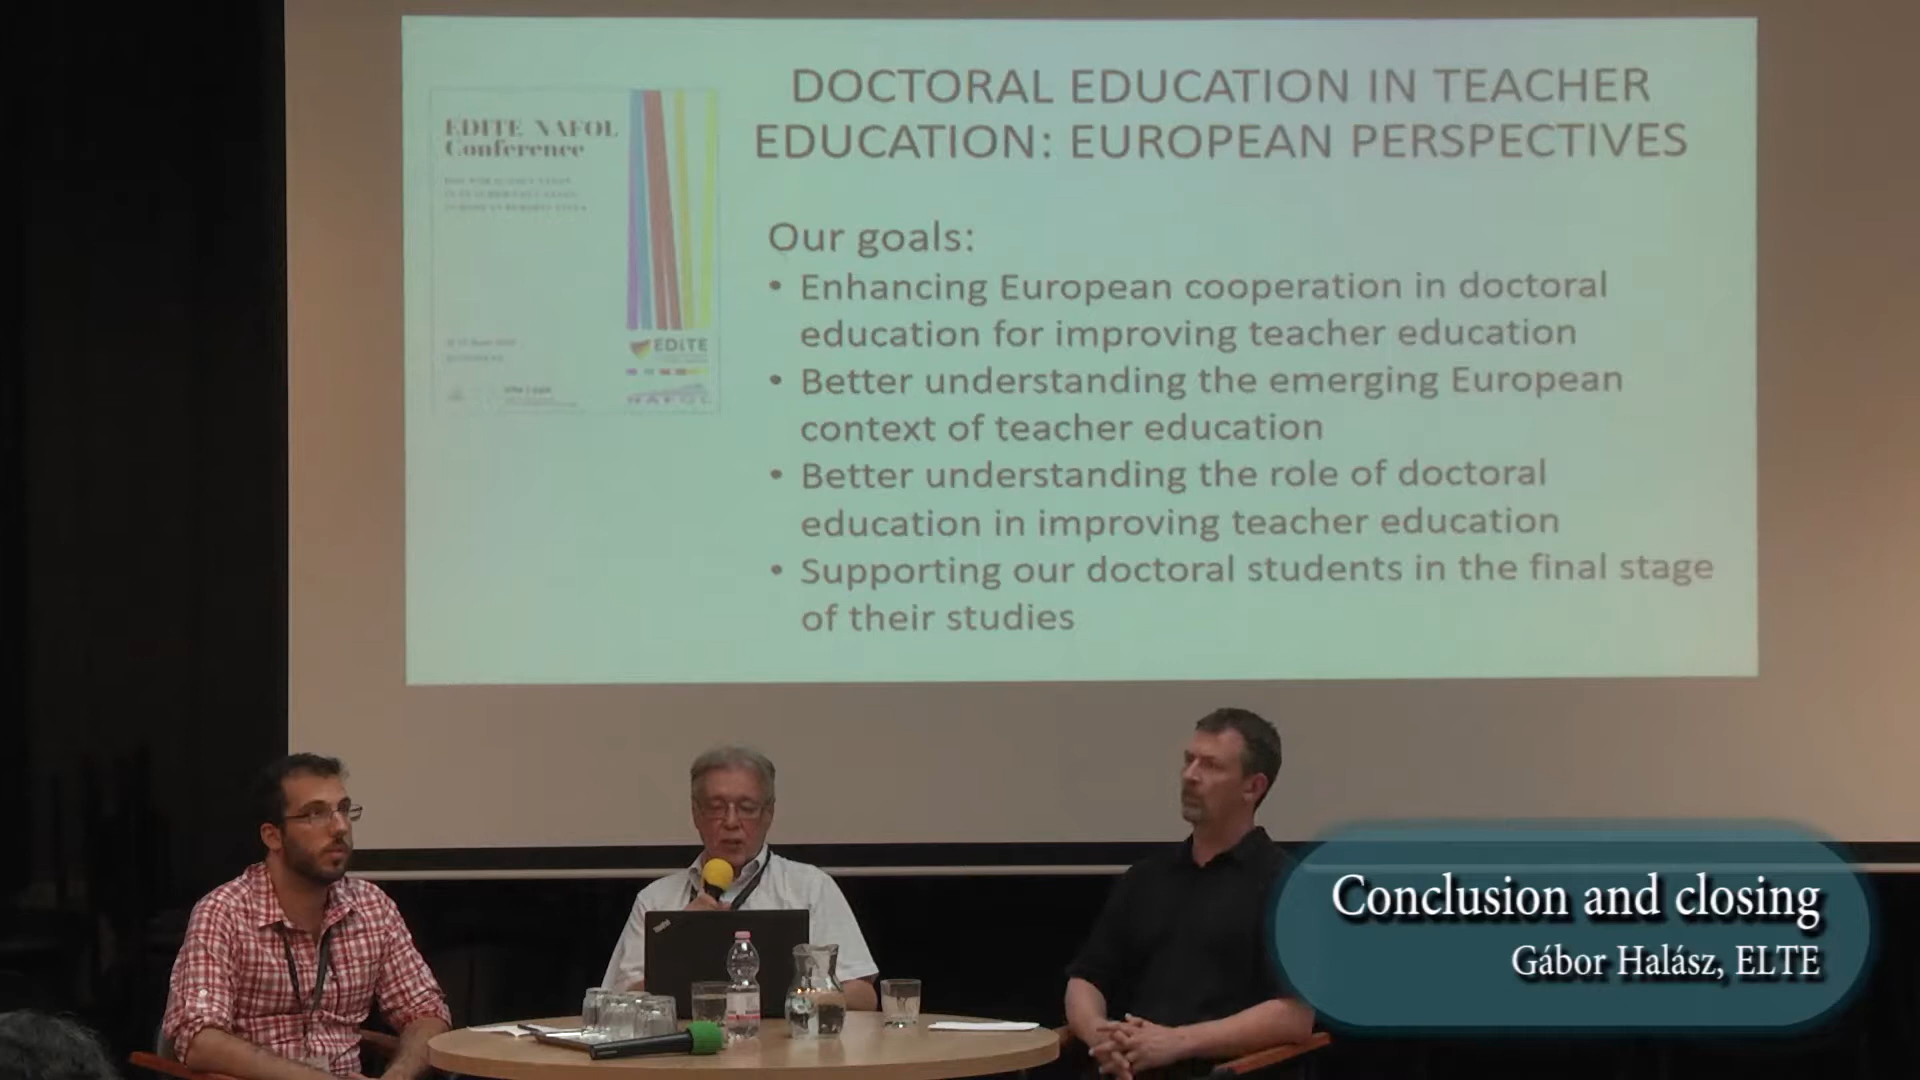 DOCTORAL EDUCATION IN TEACHER
EDUCATION: EUROPEAN PERSPECTIVES
EDITE NAFOL
Conference
EDiTE
NAFOL
Our goals:
• Enhancing European cooperation in doctoral
education for improving teacher education
• Better understanding the emerging European
context of teacher education
• Better understanding the role of doctoral
education in improving teacher education
• Supporting our doctoral students in the final stage
of their studies
Conclusion and closing
Gábor Halász, ELTE